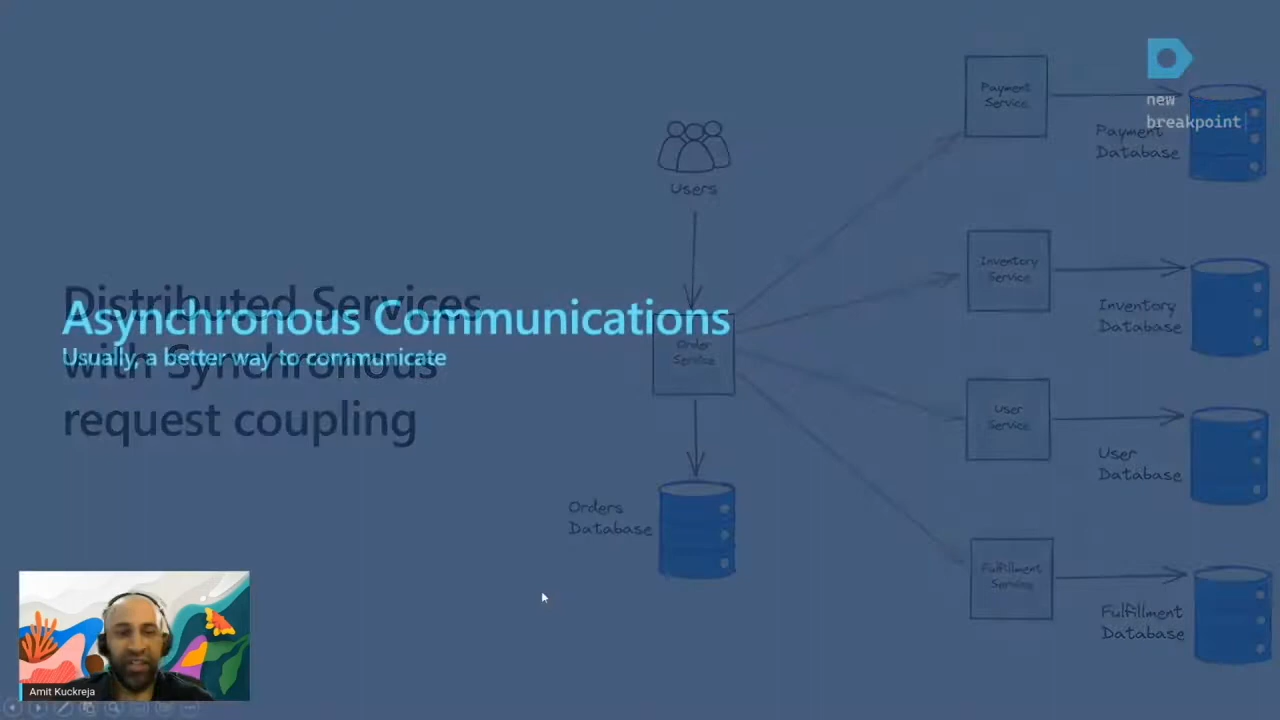 new
breakpoint
Payment
Service
Payment
Database
Users
Inventory
Service
Inventory
Database
Distributed Services
with Synchronous
request coupling
Asynchronous Communications
Usually, a better way to communicate
Order
Service
User
Service
User
Database
Orders
Database
Fulfillment
Service
Fulfillment
Database
Amit Kuckreja